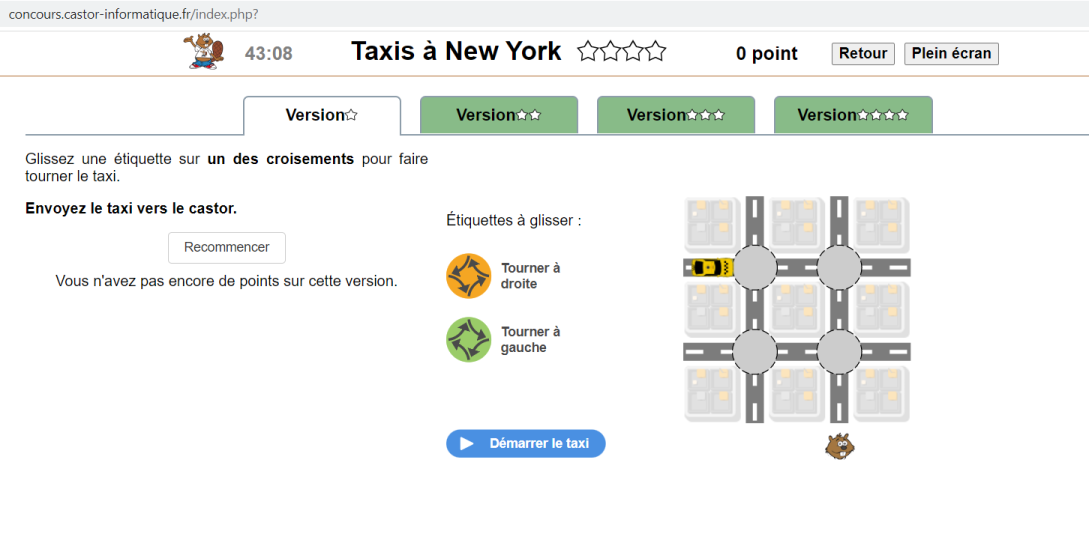 concours.castor-informatique.fr/index.php?
43:08
Taxis à New York
0 point
Retour
Plein écran
Version
Version
Version
Version
Glissez une étiquette sur un des croisements pour faire
tourner le taxi.
Envoyez le taxi vers le castor.
Recommencer
Vous n'avez pas encore de points sur cette version.
Étiquettes à glisser :
Tourner à
droite
Tourner à
gauche
Démarrer le taxi